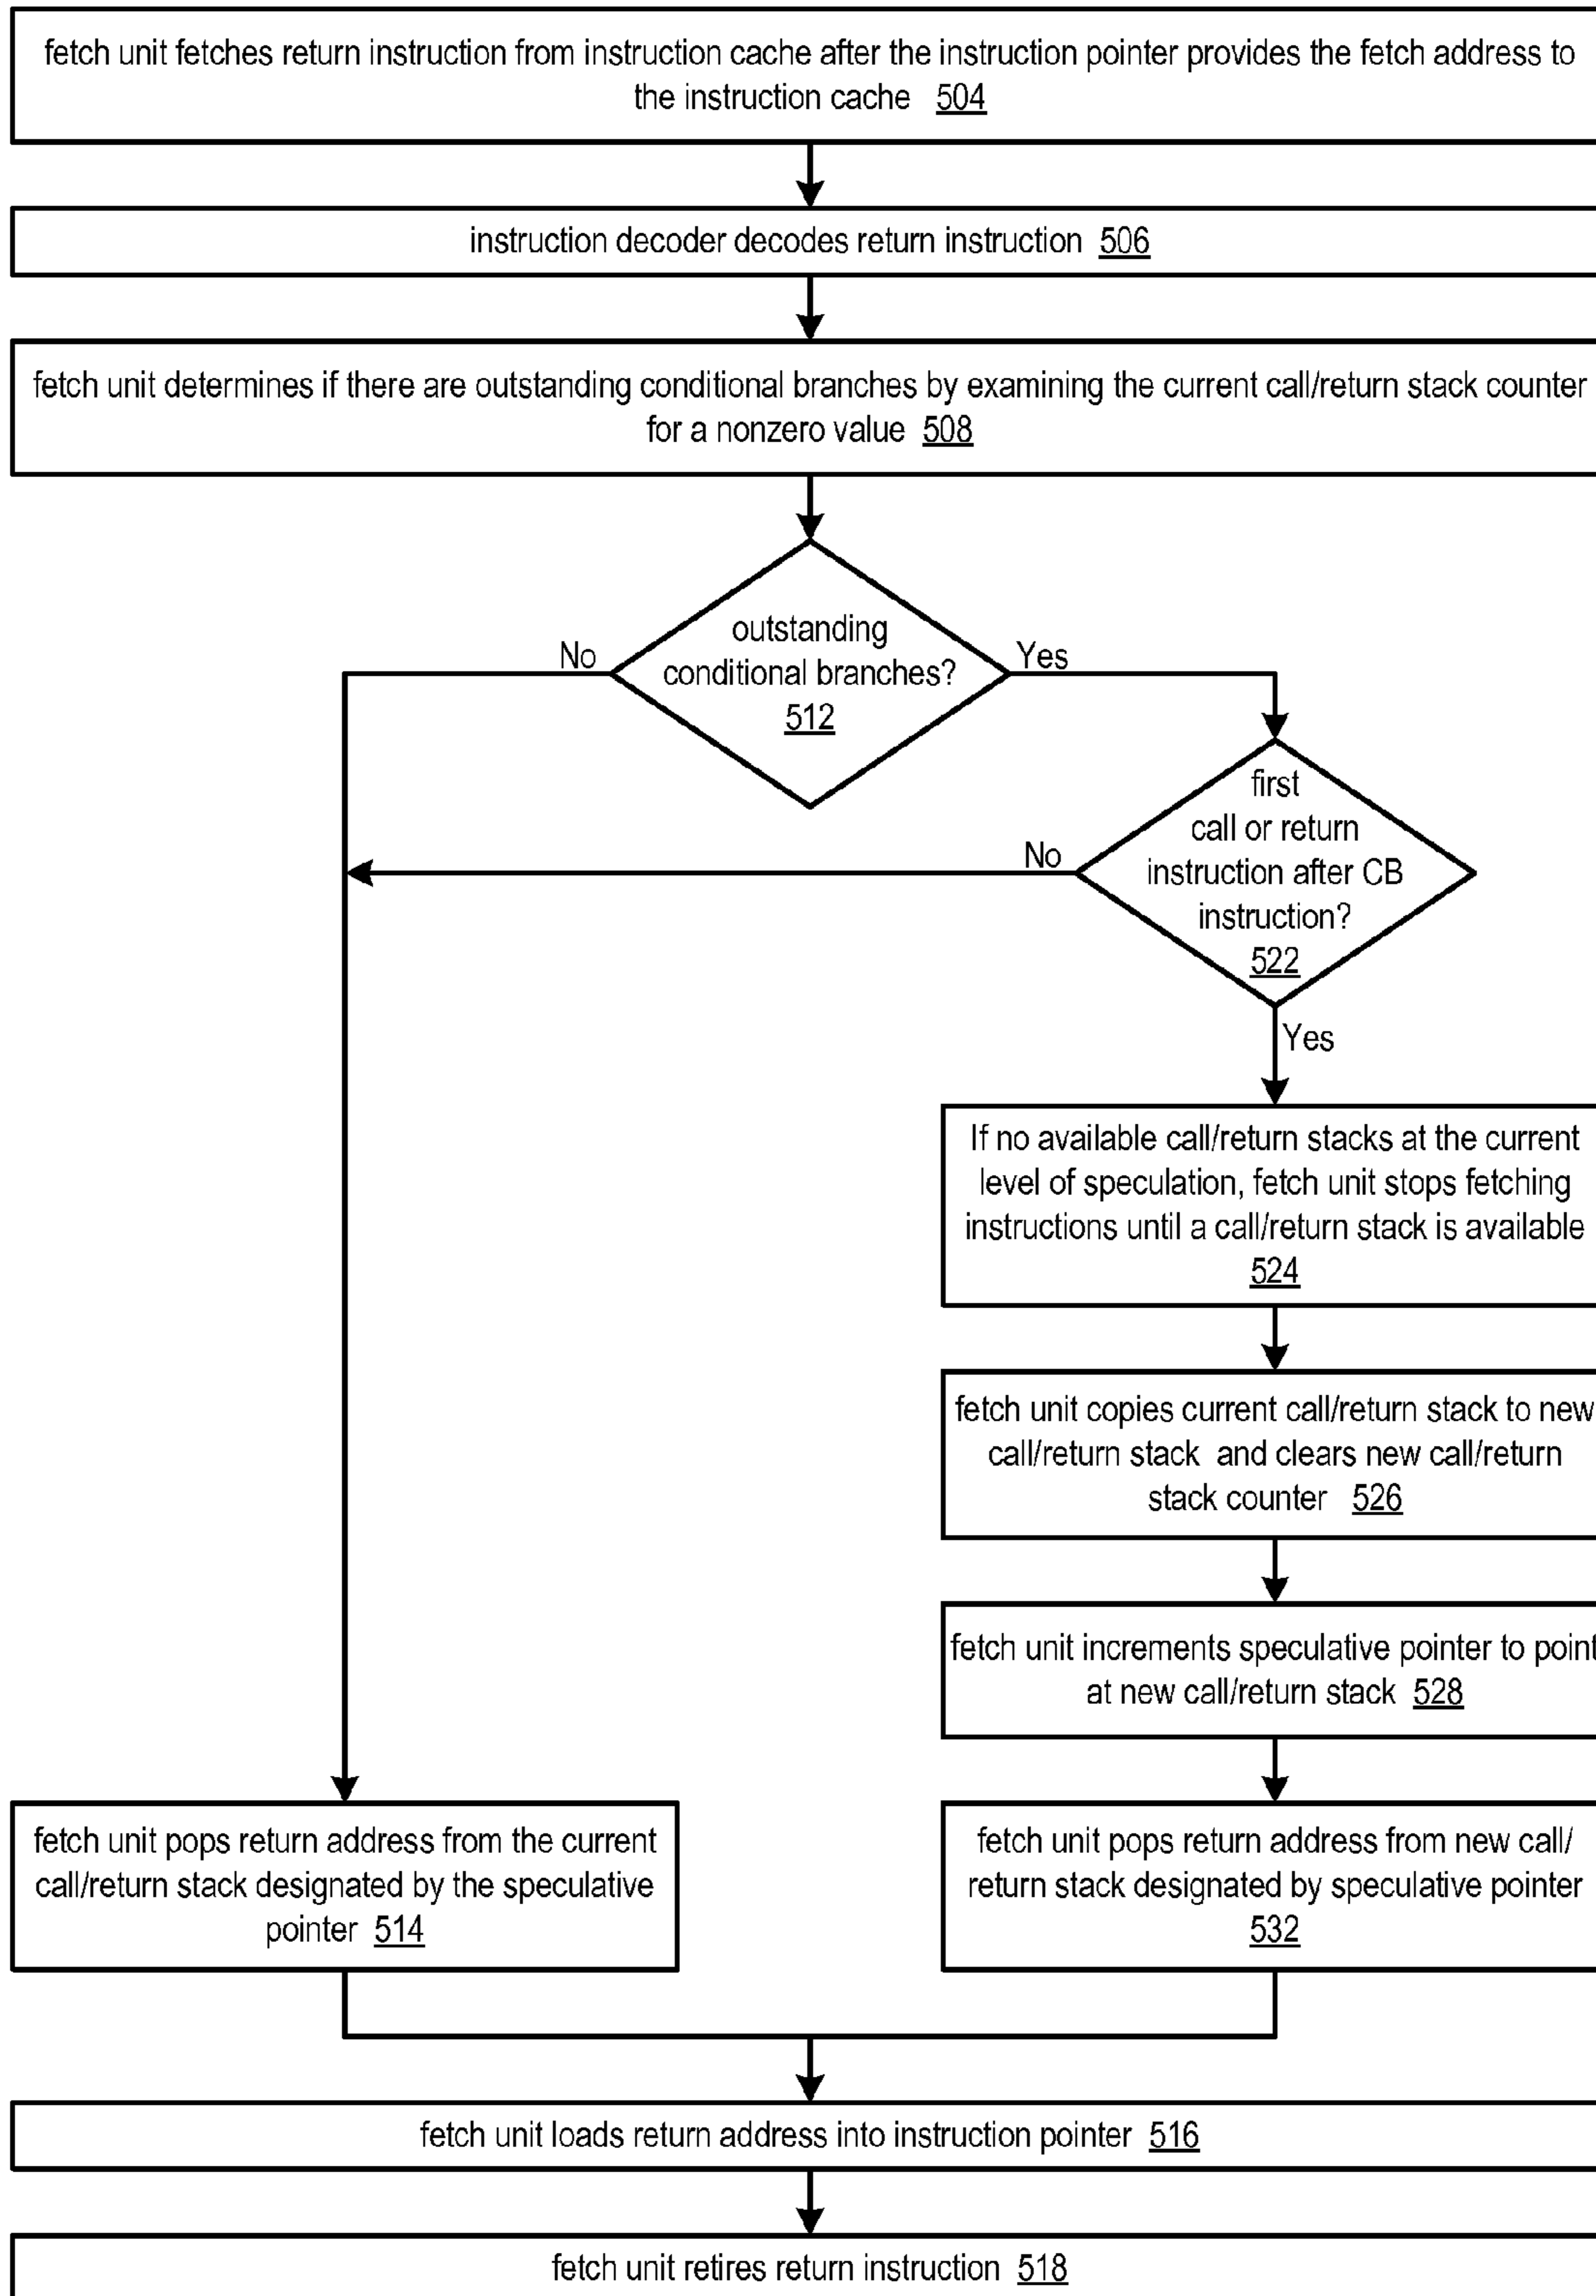 fetch unit fetches return instruction from instruction cache after the instruction pointer provides the fetch address to
the instruction cache 504
instruction decoder decodes return instruction 506
fetch unit determines if there are outstanding conditional branches by examining the current call/return stack counter
for a nonzero value 508
outstanding
conditional branches?
512
No
Yes
first
call or return
instruction after CB
instruction?
522
No
Yes
If no available call/return stacks at the current
level of speculation, fetch unit stops fetching
instructions until a call/return stack is available
524
fetch unit copies current call/return stack to new
call/return stack and clears new call/return
stack counter 526
fetch unit increments speculative pointer to point
at new call/return stack 528
fetch unit pops return address from the current
call/return stack designated by the speculative
pointer 514
fetch unit pops return address from new call/
return stack designated by speculative pointer
532
fetch unit loads return address into instruction pointer 516
fetch unit retires return instruction 518